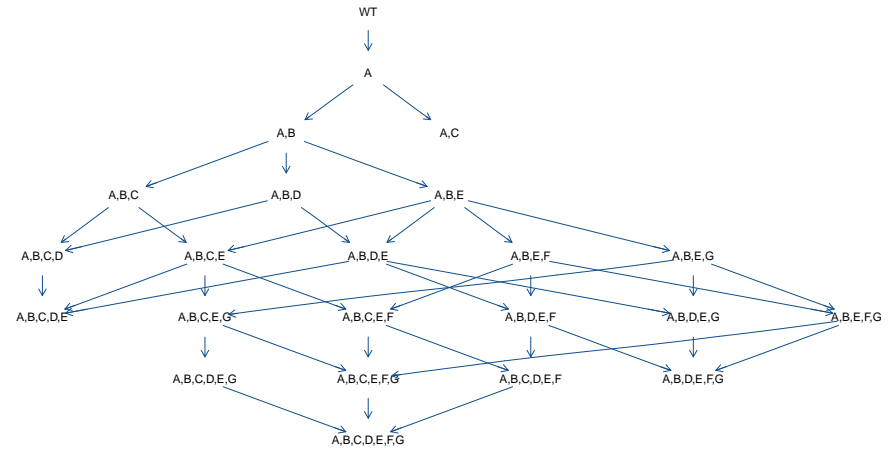 WT
A
A,B
A,C
A,B,C
A,B,D
A,B,E
A,B,C,D
A,B,C,E
A,B,D,E
A,B,E,F
A,B,E,G
A,B,C,D,E
A,B,C,E,G
A,B,C,E,F
A,B,D,E,F
A,B,D,E,G
A,B,E,F,G
A,B,C,D,E,G
A,B,C,E,F,G
A,B,C,D,E,F
A,B,D,E,F,G
A,B,C,D,E,F,G